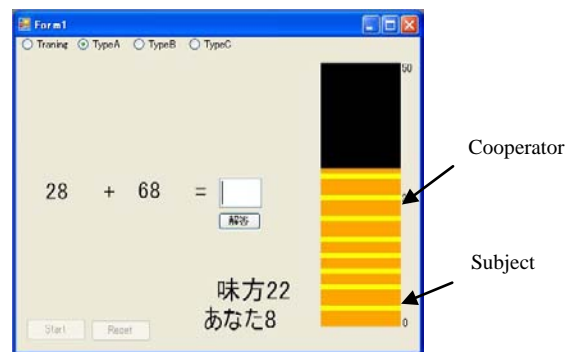 Form1
Traning TypeA TypeB TypeC
50
Cooperator
28 + 68 =
解答
Subject
味方22
あなた8
Start Reset
0